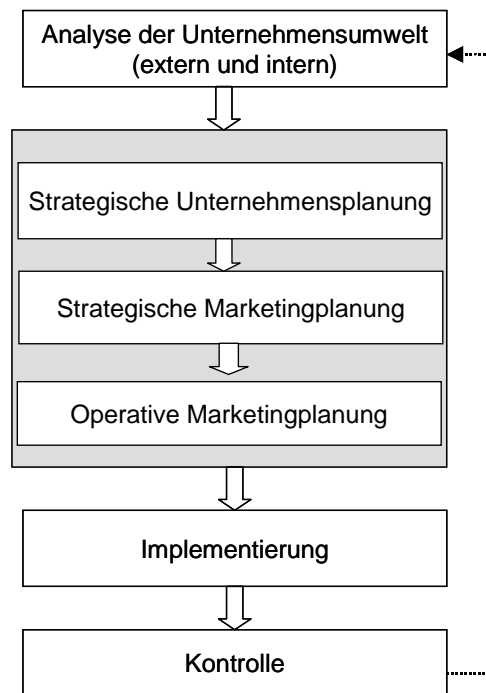 Analyse der Unternehmensumwelt
(extern und intern)
Strategische Unternehmensplanung
Strategische Marketingplanung
Operative Marketingplanung
Implementierung
Kontrolle